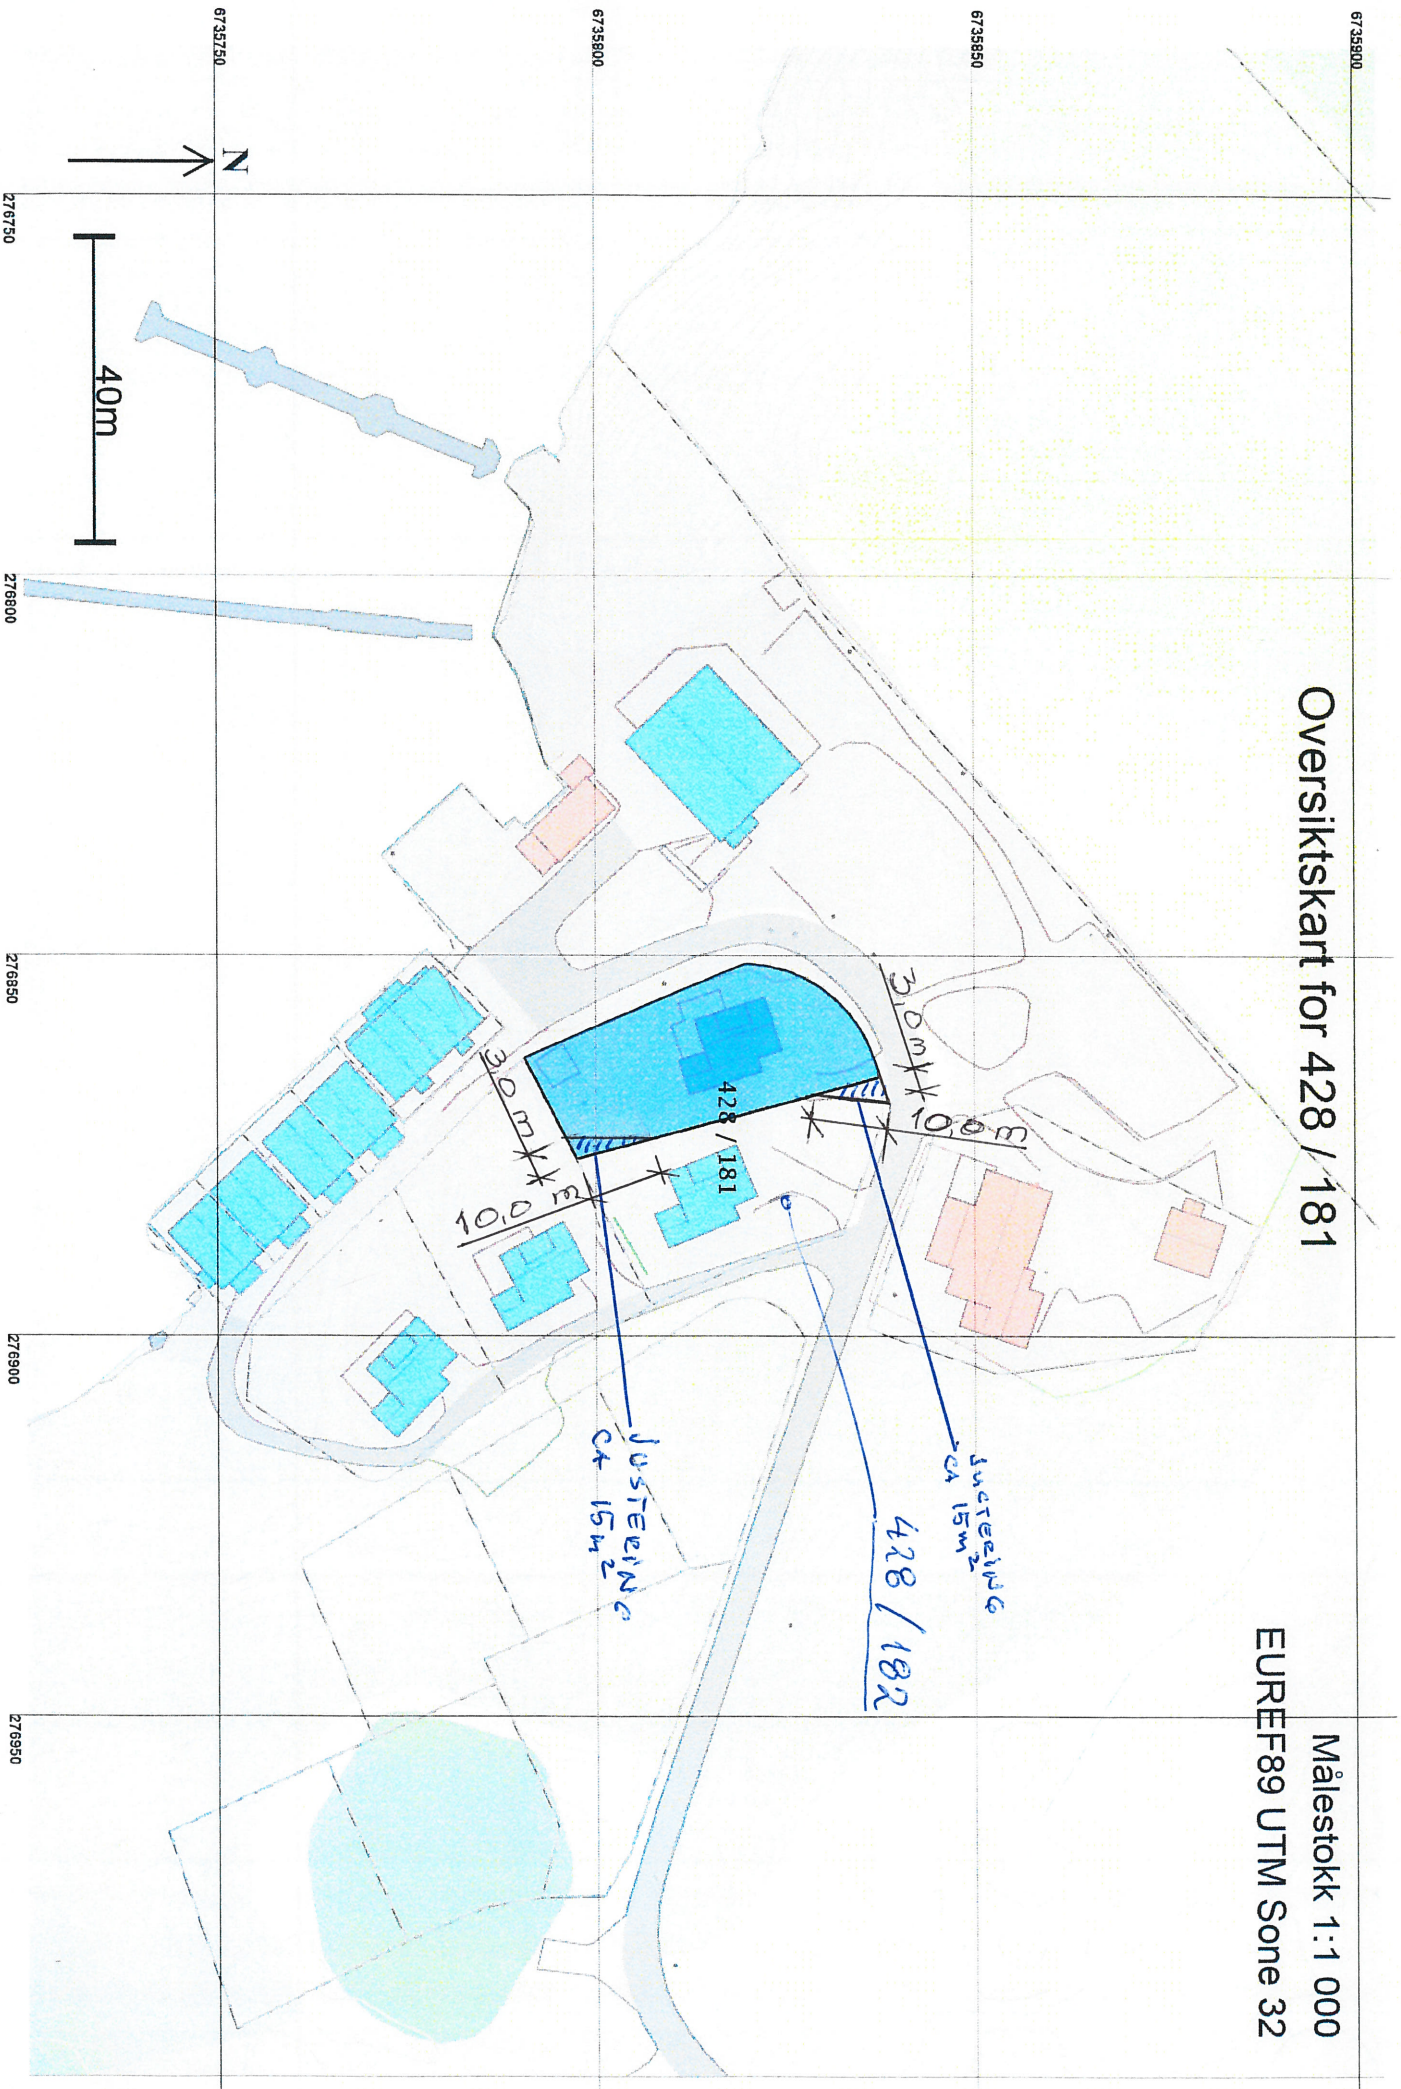 Oversiktskart for 428 / 181
Målestokk 1:1 000
EUREF89 UTM Sone 32
6735900
6735850
6735800
6735750
276750
276800
276850
276900
276950
N
40m
428 / 181
3,0 m
10,0 m
3,0 m
10,0 m
JUSTERING
CA 15m²
428 / 182
JUSTERING
CA 15m²